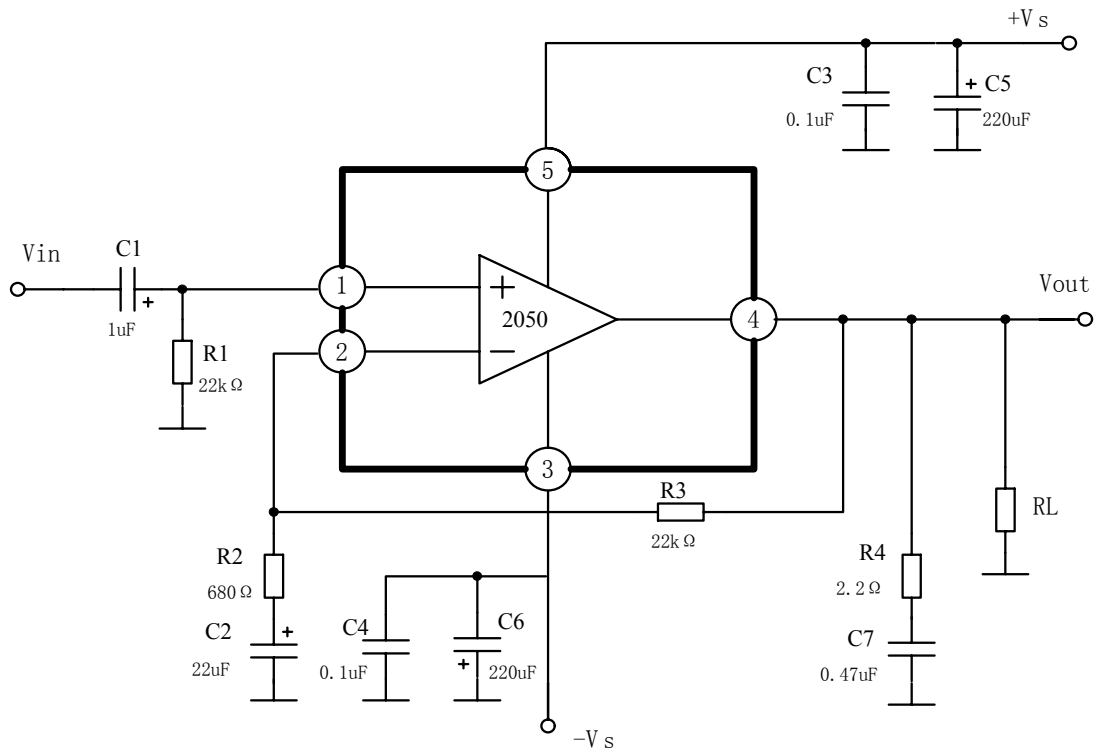 +Vs
C3
0.1uF
+ C5
220uF
5
Vin
C1
+
1uF
1
R1
22kΩ
2
+
2050
−
4
Vout
3
R3
22kΩ
RL
R2
680Ω
R4
2.2Ω
C2
+
22uF
C4
0.1uF
C6
+
220uF
C7
0.47uF
−Vs